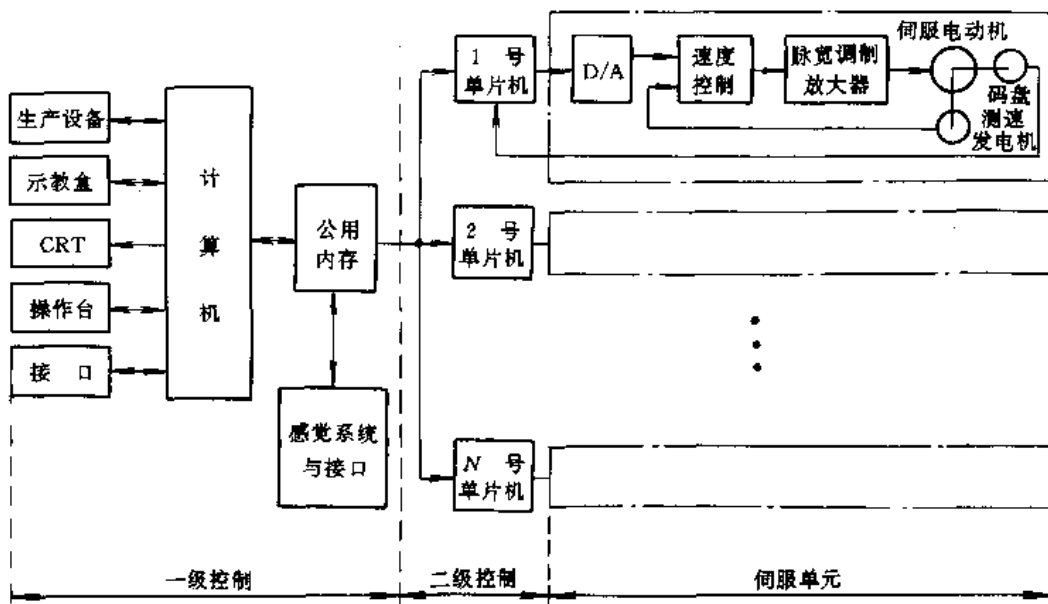 生产设备
示教盒
CRT
操作台
接 口
计
算
机
公用
内存
感觉系统
与接口
1 号
单片机
2 号
单片机
N 号
单片机
D/A
速度
控制
脉宽调制
放大器
伺服电动机
码盘
测速
发电机
一级控制
二级控制
伺服单元